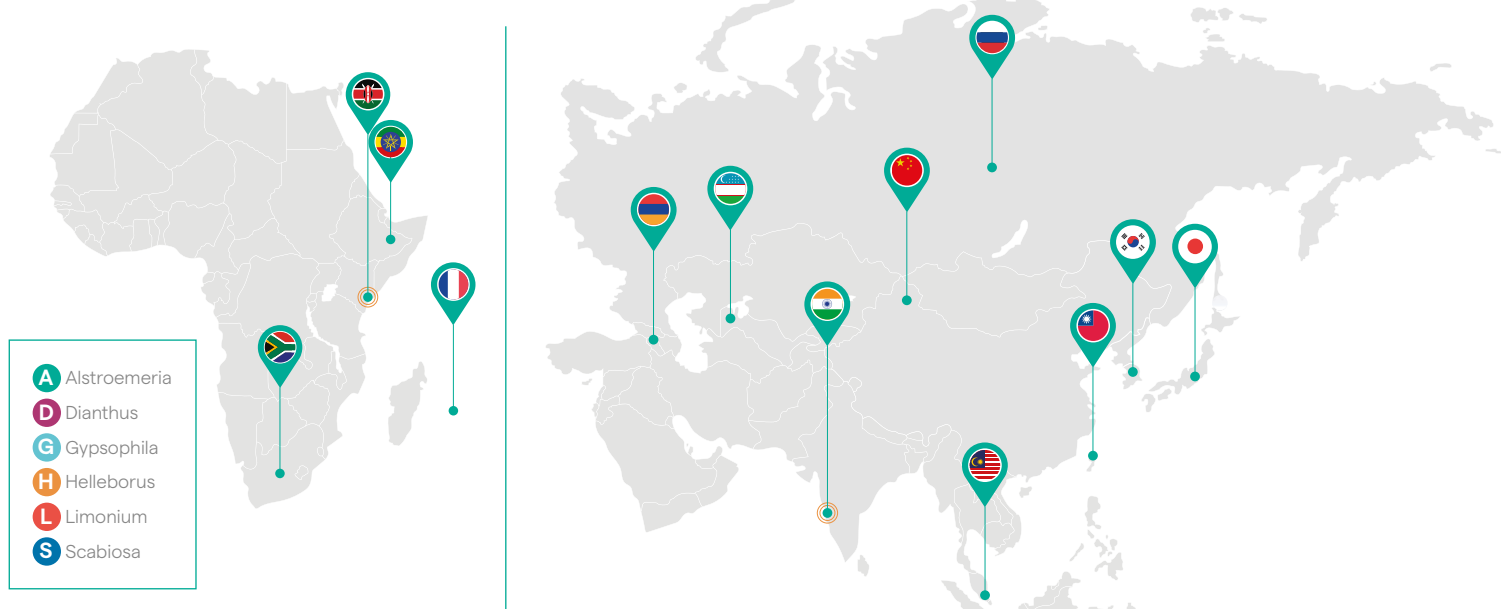 A Alstroemeria
D Dianthus
G Gypsophila
H Helleborus
L Limonium
S Scabiosa